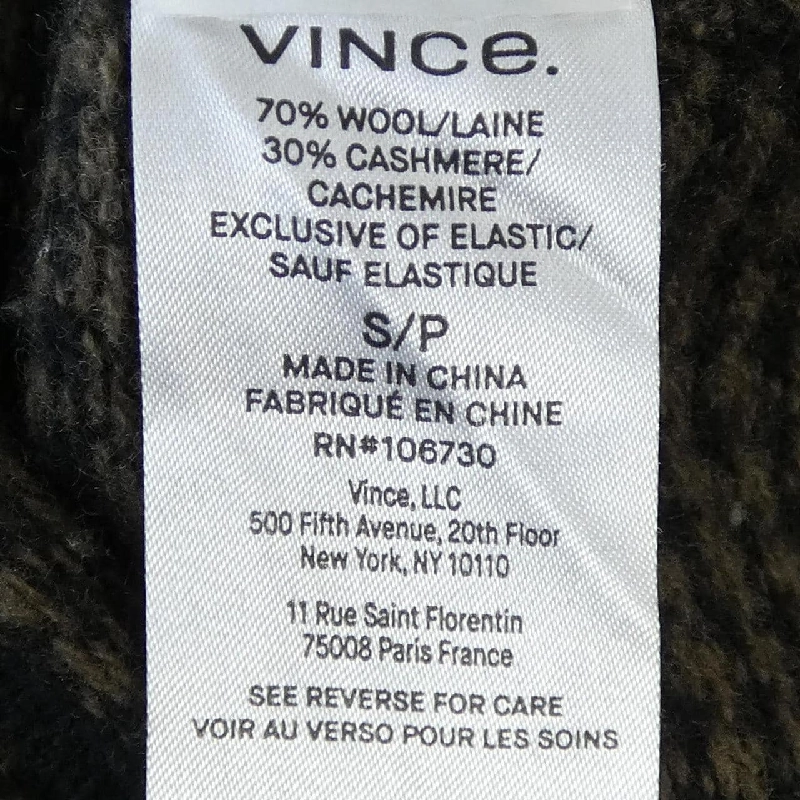 VINCE.
70% WOOL/LAINE
30% CASHMERE/
CACHEMIRE
EXCLUSIVE OF ELASTIC/
SAUF ELASTIQUE
S/P
MADE IN CHINA
FABRIQUÉ EN CHINE
RN#106730
Vince, LLC
500 Fifth Avenue, 20th Floor
New York, NY 10110
11 Rue Saint Florentin
75008 Paris France
SEE REVERSE FOR CARE
VOIR AU VERSO POUR LES SOINS